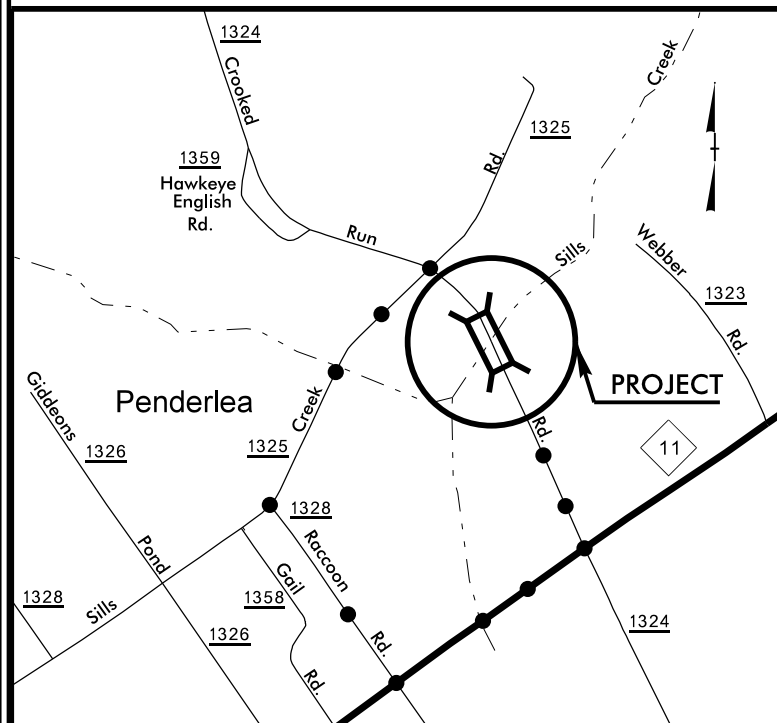 1324
Crooked
Creek
1325
Rd.
1359
Hawkeye
English
Rd.
Run
Sills
Webber
1323
Rd.
PROJECT
Giddeons
Penderlea
Creek
Rd.
1326
1325
11
1328
Raccoon
Pond
Gail
1328
Sills
1358
1326
Rd.
1324
Rd.